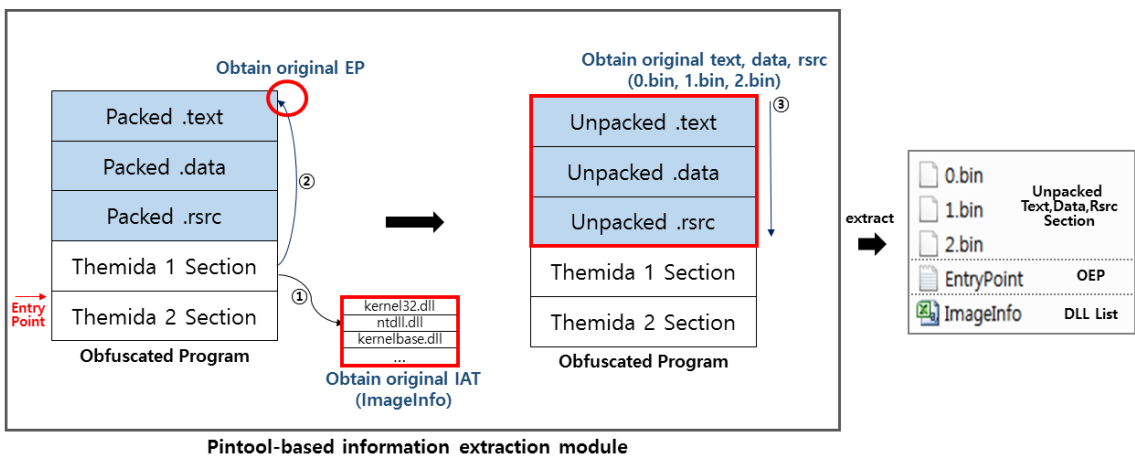 Obtain original EP
Packed .text
Packed .data
Packed .rsrc
Themida 1 Section
Themida 2 Section
②
①
Entry
Point
Obfuscated Program
kernel32.dll
ntdll.dll
kernelbase.dll
...
Obtain original IAT
(ImageInfo)
Obtain original text, data, rsrc
(0.bin, 1.bin, 2.bin)
③
Unpacked .text
Unpacked .data
Unpacked .rsrc
Themida 1 Section
Themida 2 Section
Obfuscated Program
extract
0.bin
1.bin
2.bin
Unpacked
Text,Data,Rsrc
Section
EntryPoint
OEP
ImageInfo
DLL List
Pintool-based information extraction module